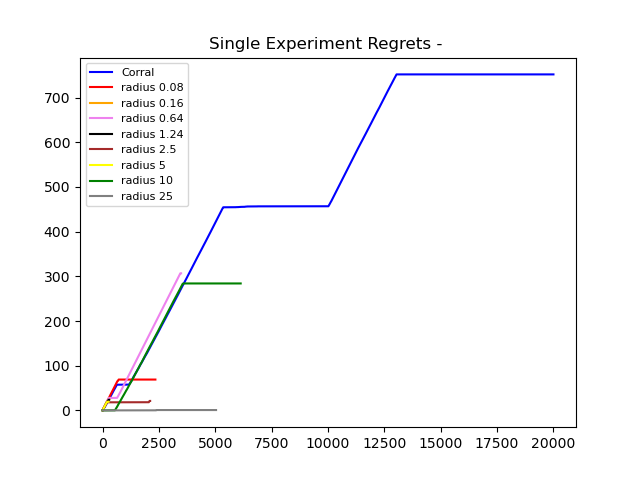 Single Experiment Regrets -
Corral
radius 0.08
radius 0.16
radius 0.64
radius 1.24
radius 2.5
radius 5
radius 10
radius 25
700
600
500
400
300
200
100
0
0 2500 5000 7500 10000 12500 15000 17500 20000